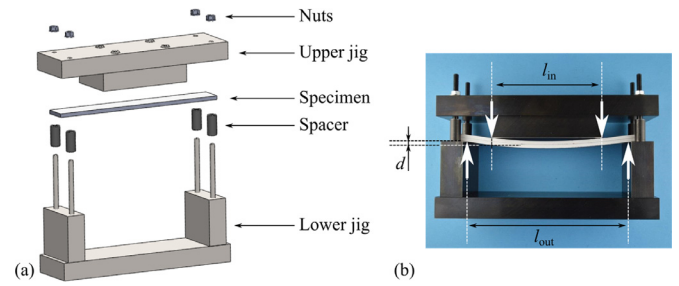 Nuts
Upper jig
Specimen
Spacer
Lower jig
(a)
l_in
d
l_out
(b)